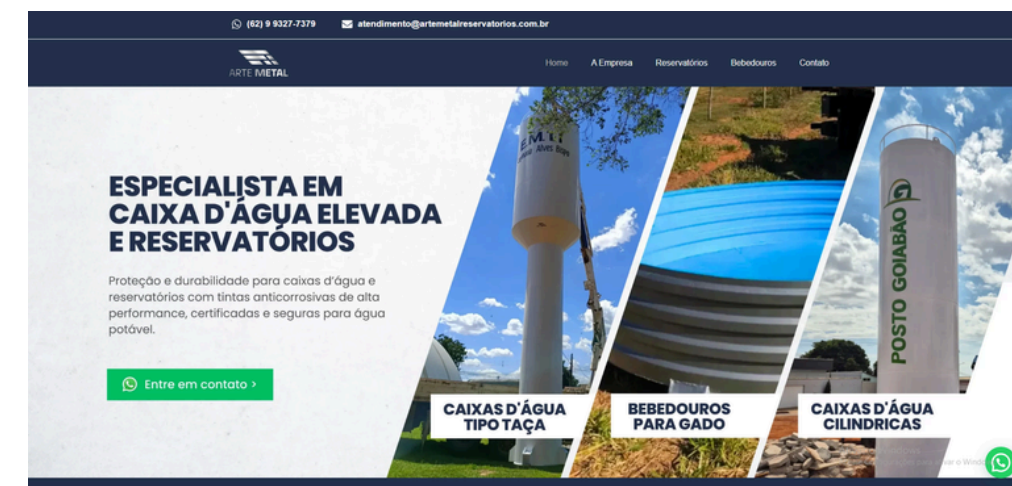 (62) 9 9327-7379
atendimento@artemetalreservatorios.com.br
ARTE METAL
Home
A Empresa
Reservatórios
Bebedouros
Contato
ESPECIALISTA EM
CAIXA D'ÁGUA ELEVADA
E RESERVATÓRIOS
Proteção e durabilidade para caixas d'água e
reservatórios com tintas anticorrosivas de alta
performance, certificadas e seguras para água
potável.
Entre em contato >
Alves
POSTO GOIABÃO
CAIXAS D'ÁGUA
TIPO TAÇA
BEBEDOUROS
PARA GADO
CAIXAS D'ÁGUA
CILINDRICAS